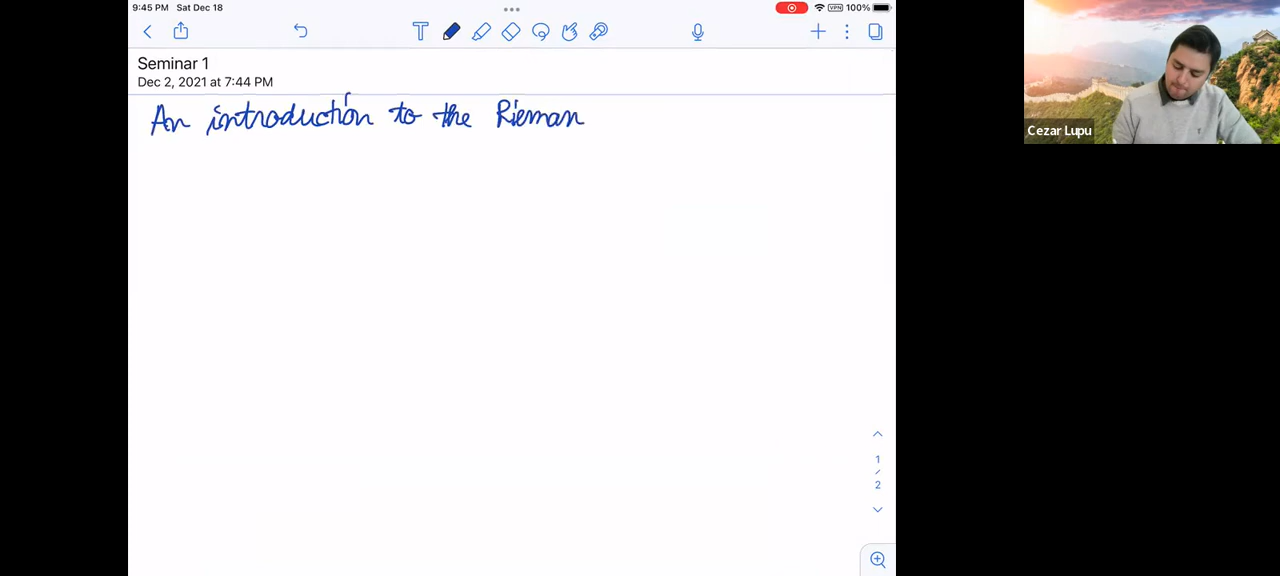 9:45 PM Sat Dec 18
VPN 100%
T
Seminar 1
Dec 2, 2021 at 7:44 PM
An introduction to the Rieman
1
/
2
Cezar Lupu